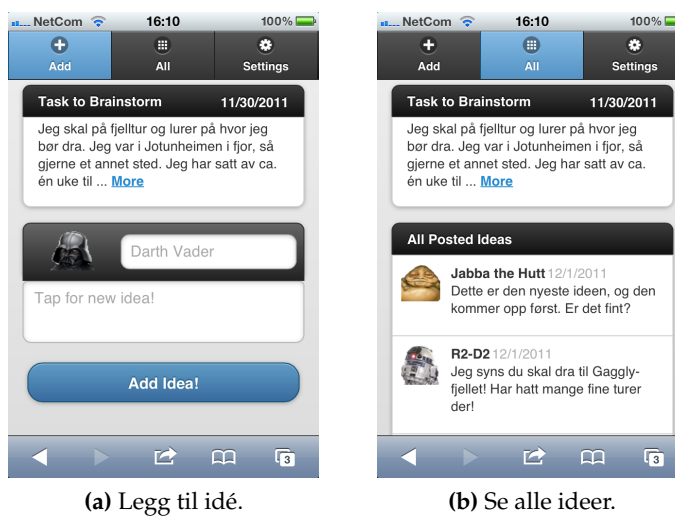 NetCom 16:10 100%
Add All Settings
Task to Brainstorm 11/30/2011
Jeg skal på fjelltur og lurer på hvor jeg
bør dra. Jeg var i Jotunheimen i fjor, så
gjerne et annet sted. Jeg har satt av ca.
én uke til ... More
Darth Vader
Tap for new idea!
Add Idea!
3
(a) Legg til idé.
NetCom 16:10 100%
Add All Settings
Task to Brainstorm 11/30/2011
Jeg skal på fjelltur og lurer på hvor jeg
bør dra. Jeg var i Jotunheimen i fjor, så
gjerne et annet sted. Jeg har satt av ca.
én uke til ... More
All Posted Ideas
Jabba the Hutt 12/1/2011
Dette er den nyeste ideen, og den
kommer opp først. Er det fint?
R2-D2 12/1/2011
Jeg syns du skal dra til Gaggly-
fjellet! Har hatt mange fine turer
der!
3
(b) Se alle ideer.